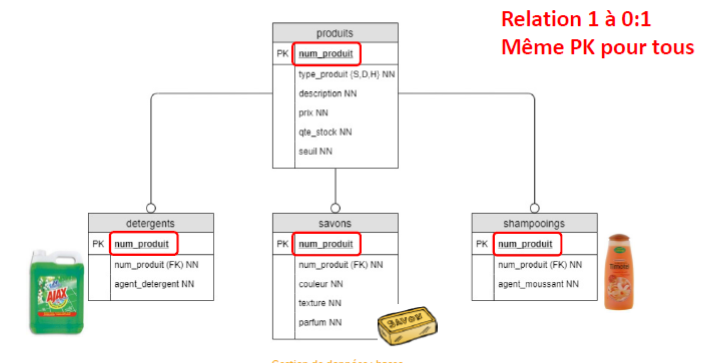 Relation 1 à 0:1
Même PK pour tous
produits
PK num_produit
type_produit (S,D,H) NN
description NN
prix NN
qte_stock NN
seuil NN
detergents
PK num_produit
num_produit (FK) NN
agent_detergent NN
savons
PK num_produit
num_produit (FK) NN
couleur NN
texture NN
parfum NN
shampooings
PK num_produit
num_produit (FK) NN
agent_moussant NN
AJAX
SAVON